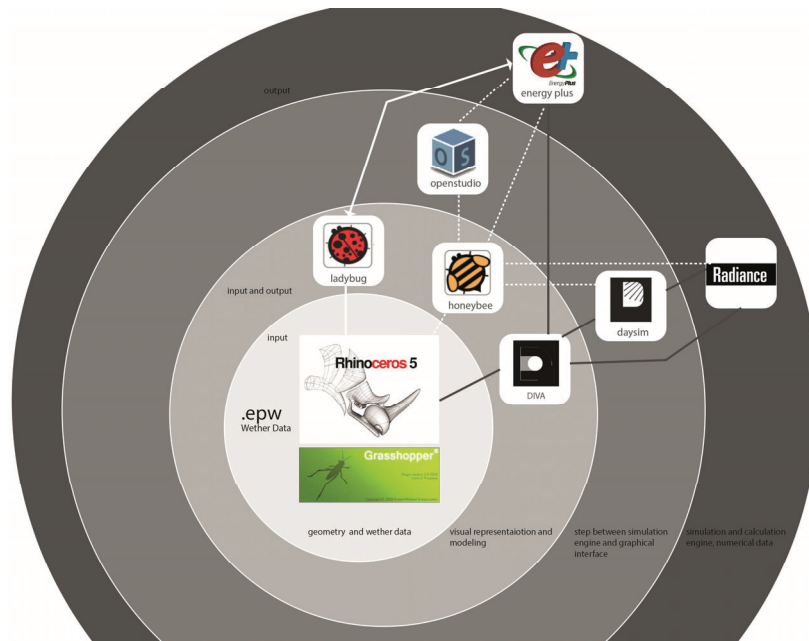 output
e+
EnergyPlus
energy plus
OS
openstudio
ladybug
honeybee
input and output
Radiance
daysim
input
Rhinoceros 5
DIVA
.epw
Wether Data
Grasshopper®
geometry and wether data
visual representaiotion and
modeling
step between simulation
engine and graphical
interface
simulation and calculation
engine, numerical data